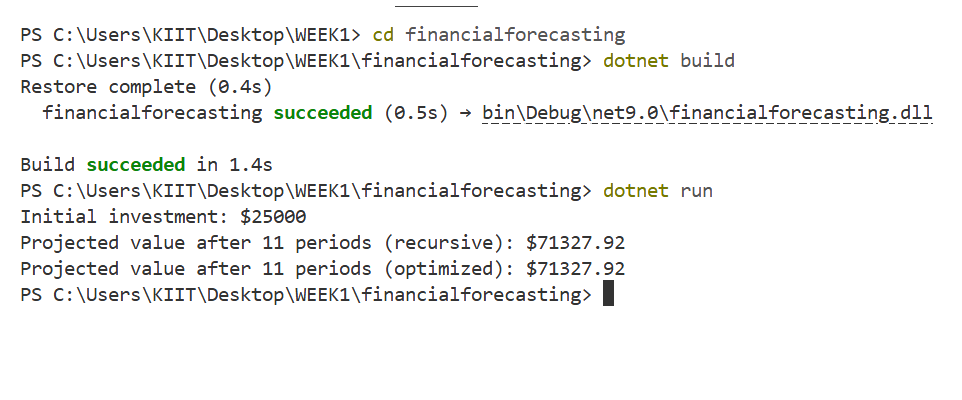 PS C:\Users\KIIT\Desktop\WEEK1> cd financialforecasting
PS C:\Users\KIIT\Desktop\WEEK1\financialforecasting> dotnet build
Restore complete (0.4s)
  financialforecasting succeeded (0.5s) → bin\Debug\net9.0\financialforecasting.dll

Build succeeded in 1.4s
PS C:\Users\KIIT\Desktop\WEEK1\financialforecasting> dotnet run
Initial investment: $25000
Projected value after 11 periods (recursive): $71327.92
Projected value after 11 periods (optimized): $71327.92
PS C:\Users\KIIT\Desktop\WEEK1\financialforecasting>